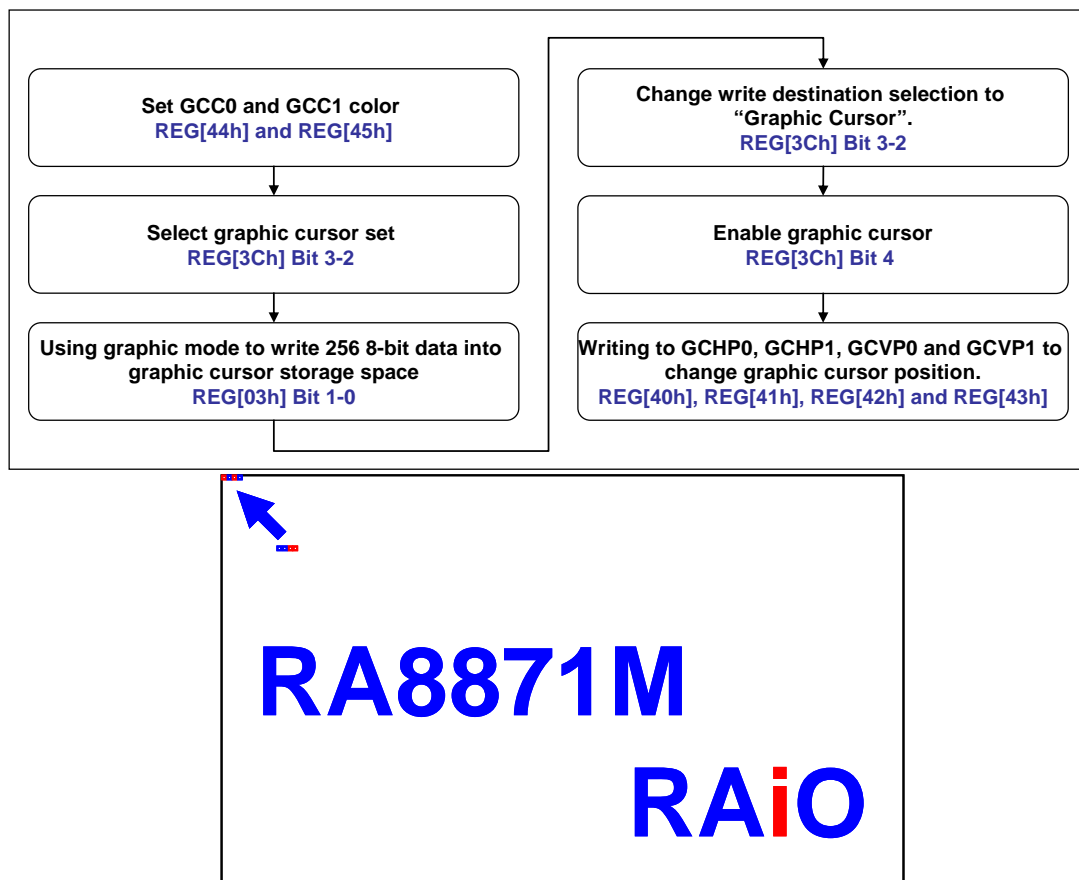 Set GCC0 and GCC1 color
REG[44h] and REG[45h]
Select graphic cursor set
REG[3Ch] Bit 3-2
Using graphic mode to write 256 8-bit data into
graphic cursor storage space
REG[03h] Bit 1-0
Change write destination selection to
“Graphic Cursor”.
REG[3Ch] Bit 3-2
Enable graphic cursor
REG[3Ch] Bit 4
Writing to GCHP0, GCHP1, GCVP0 and GCVP1 to
change graphic cursor position.
REG[40h], REG[41h], REG[42h] and REG[43h]
RA8871M
RAiO